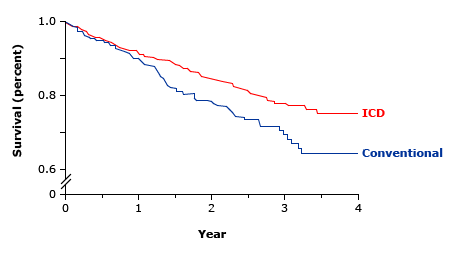 1.0
0.8
0.6
0
Survival (percent)
ICD
Conventional
0 1 2 3 4
Year